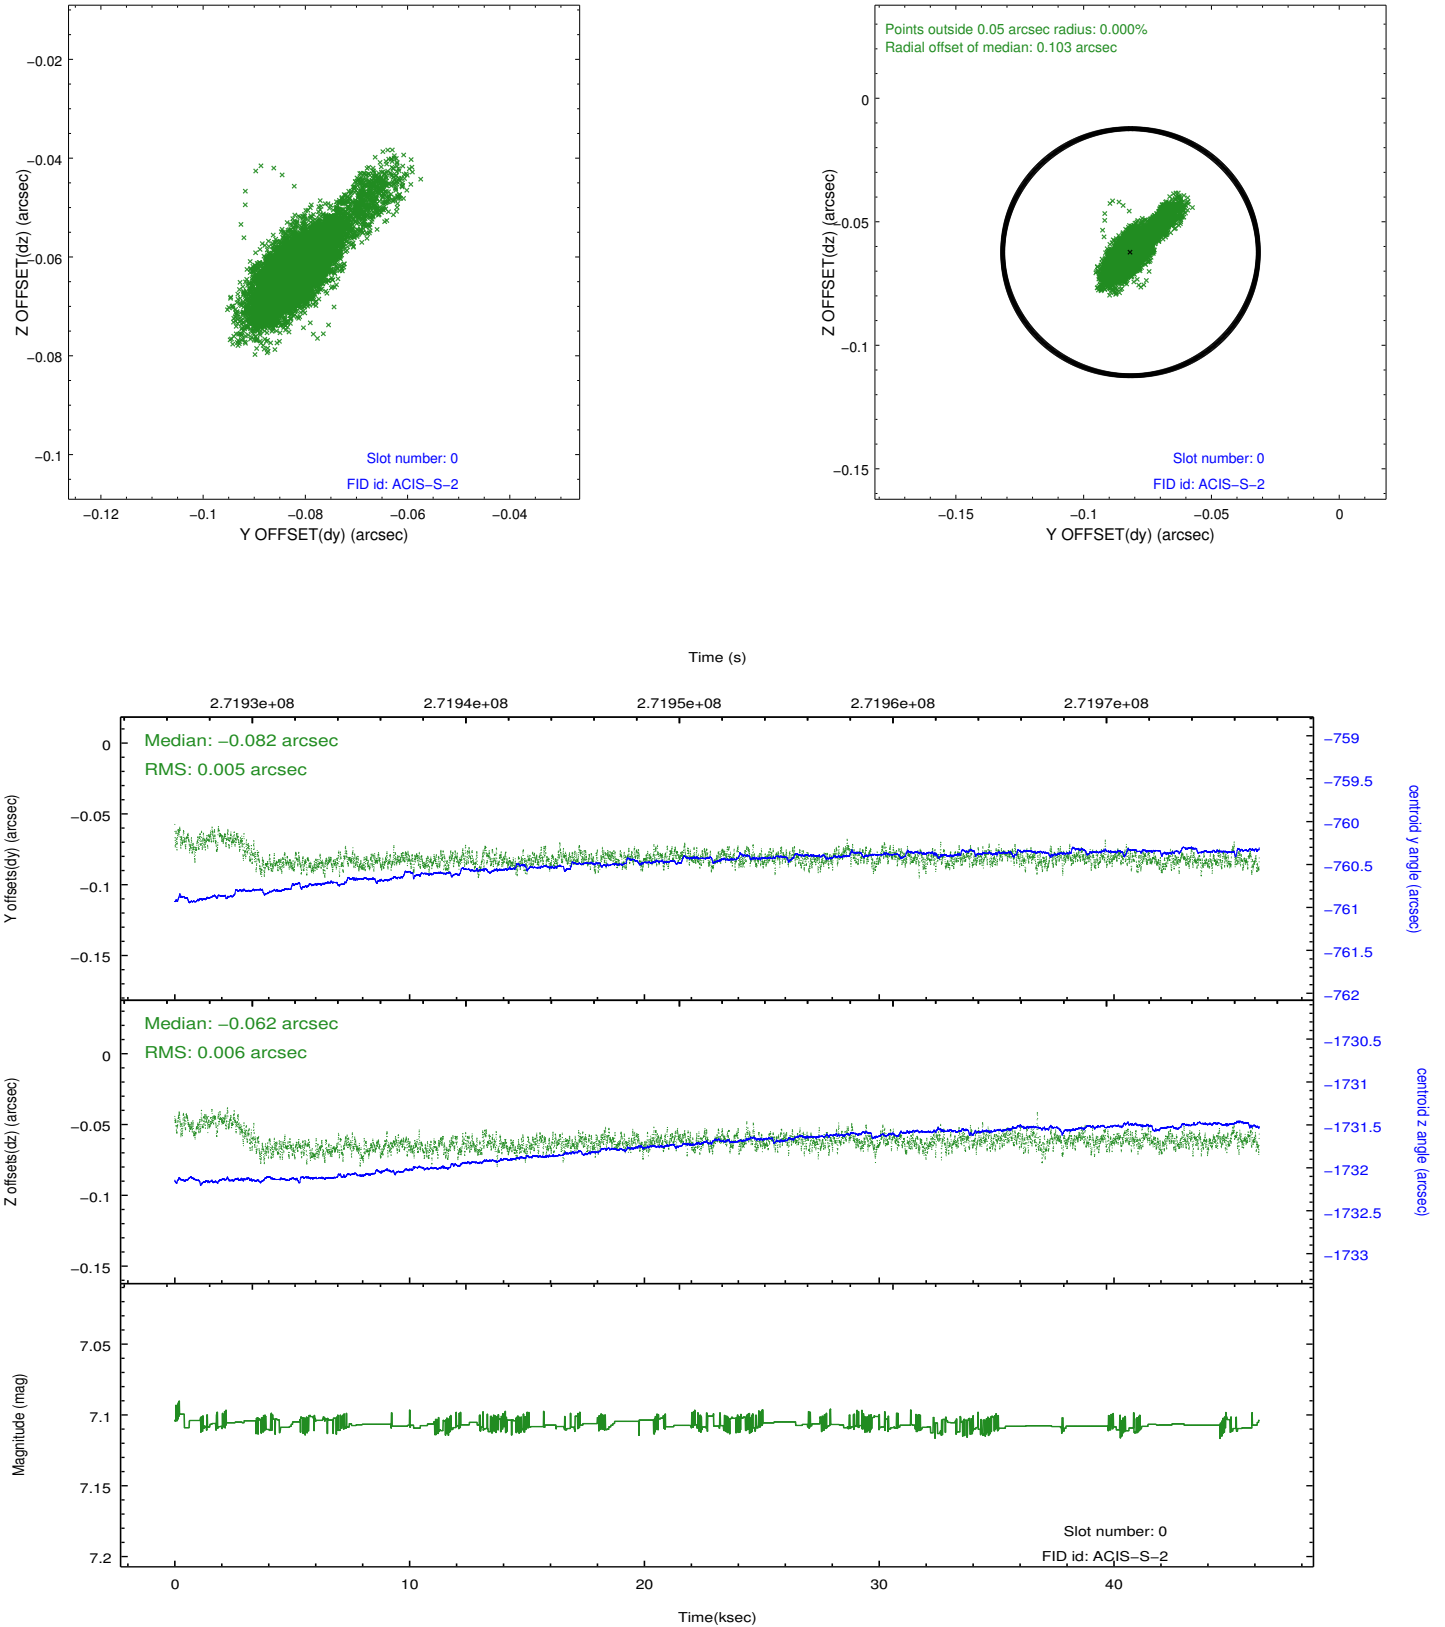 −0.02
−0.04
−0.06
−0.08
−0.1
Z OFFSET(dz) (arcsec)
Slot number: 0
FID id: ACIS−S−2
−0.12
−0.1
−0.08
−0.06
−0.04
Y OFFSET(dy) (arcsec)
Points outside 0.05 arcsec radius: 0.000%
Radial offset of median: 0.103 arcsec
0
−0.05
−0.1
−0.15
Z OFFSET(dz) (arcsec)
Slot number: 0
FID id: ACIS−S−2
−0.15
−0.1
−0.05
0
Y OFFSET(dy) (arcsec)
Time (s)
2.7193e+08
2.7194e+08
2.7195e+08
2.7196e+08
2.7197e+08
Median: −0.082 arcsec
RMS: 0.005 arcsec
0
−0.05
−0.1
−0.15
Y offsets(dy) (arcsec)
−759
−759.5
−760
−760.5
−761
−761.5
−762
centroid y angle (arcsec)
Median: −0.062 arcsec
RMS: 0.006 arcsec
0
−0.05
−0.1
−0.15
Z offsets(dz) (arcsec)
−1730.5
−1731
−1731.5
−1732
−1732.5
−1733
centroid z angle (arcsec)
7.05
7.1
7.15
7.2
Magnitude (mag)
Slot number: 0
FID id: ACIS−S−2
0
10
20
30
40
Time(ksec)